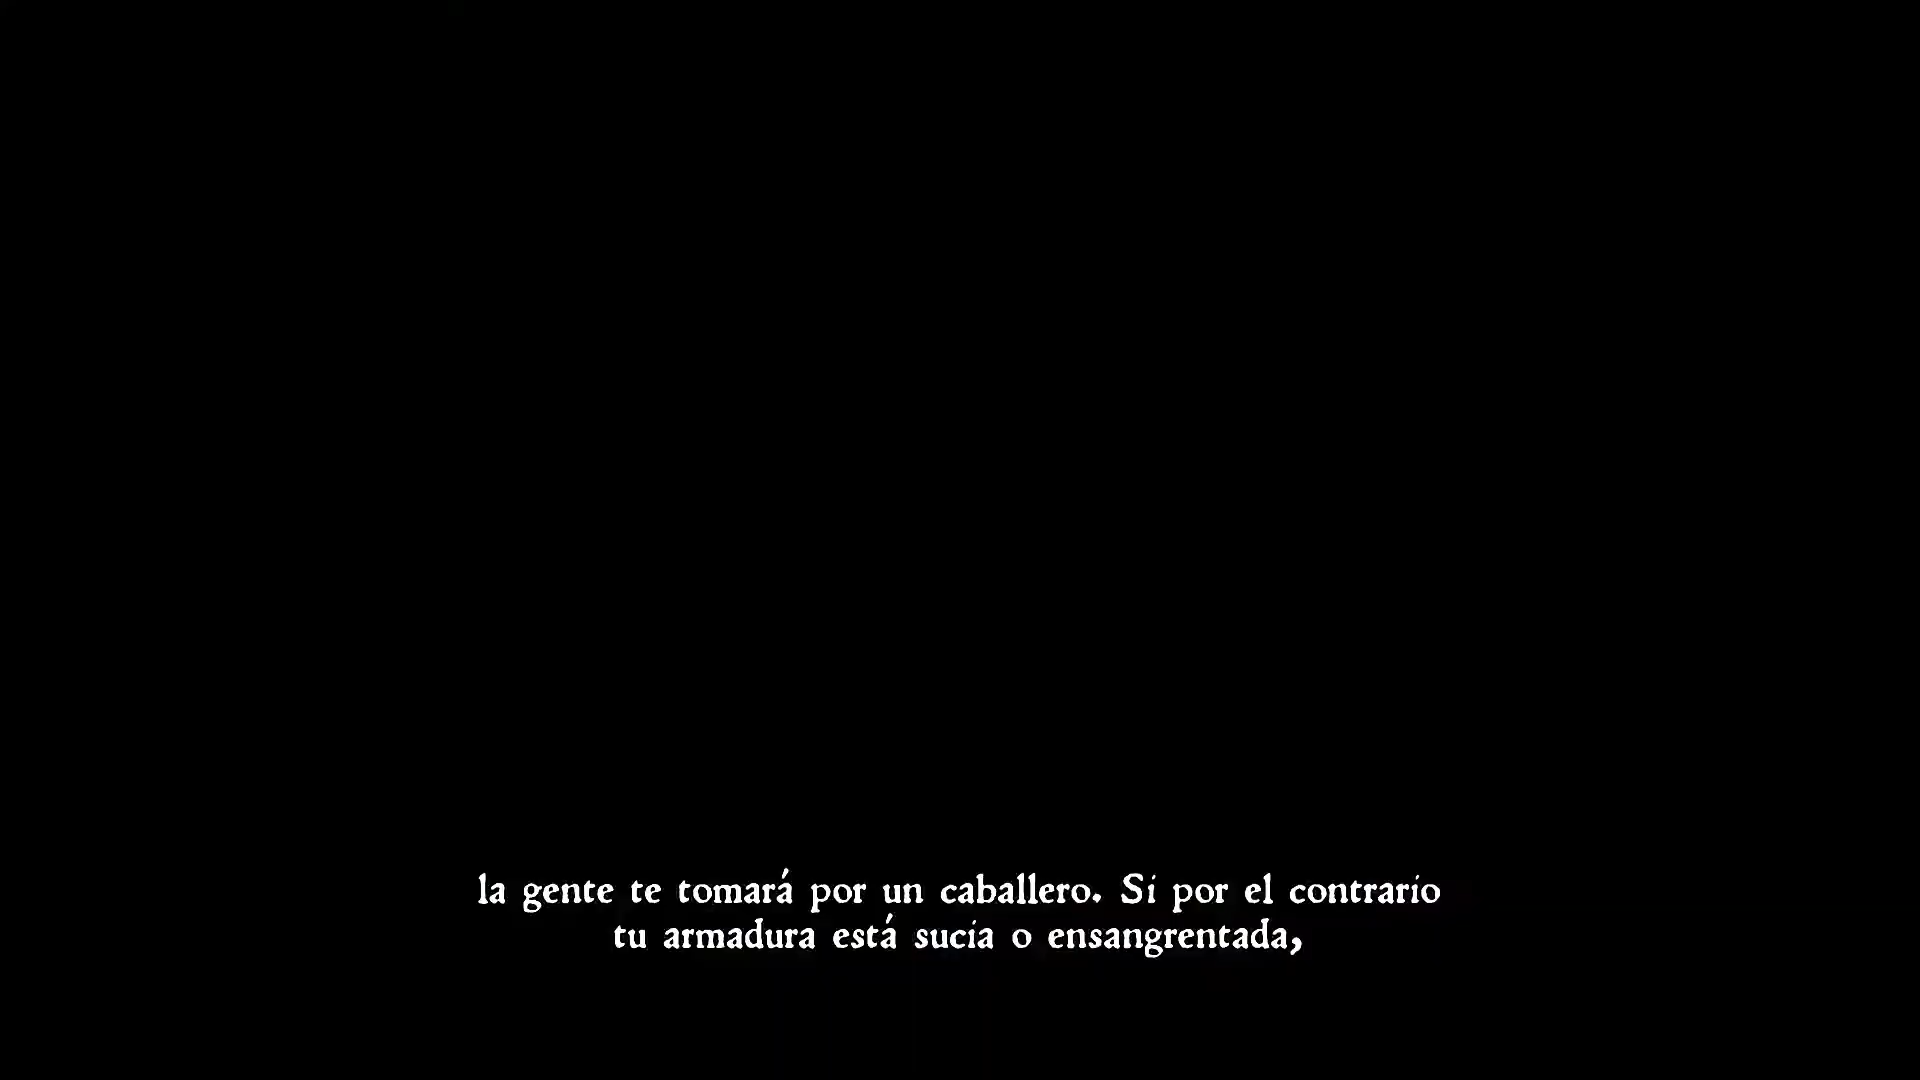 la gente te tomará por un caballero. Si por el contrario
tu armadura está sucia o ensangrentada,